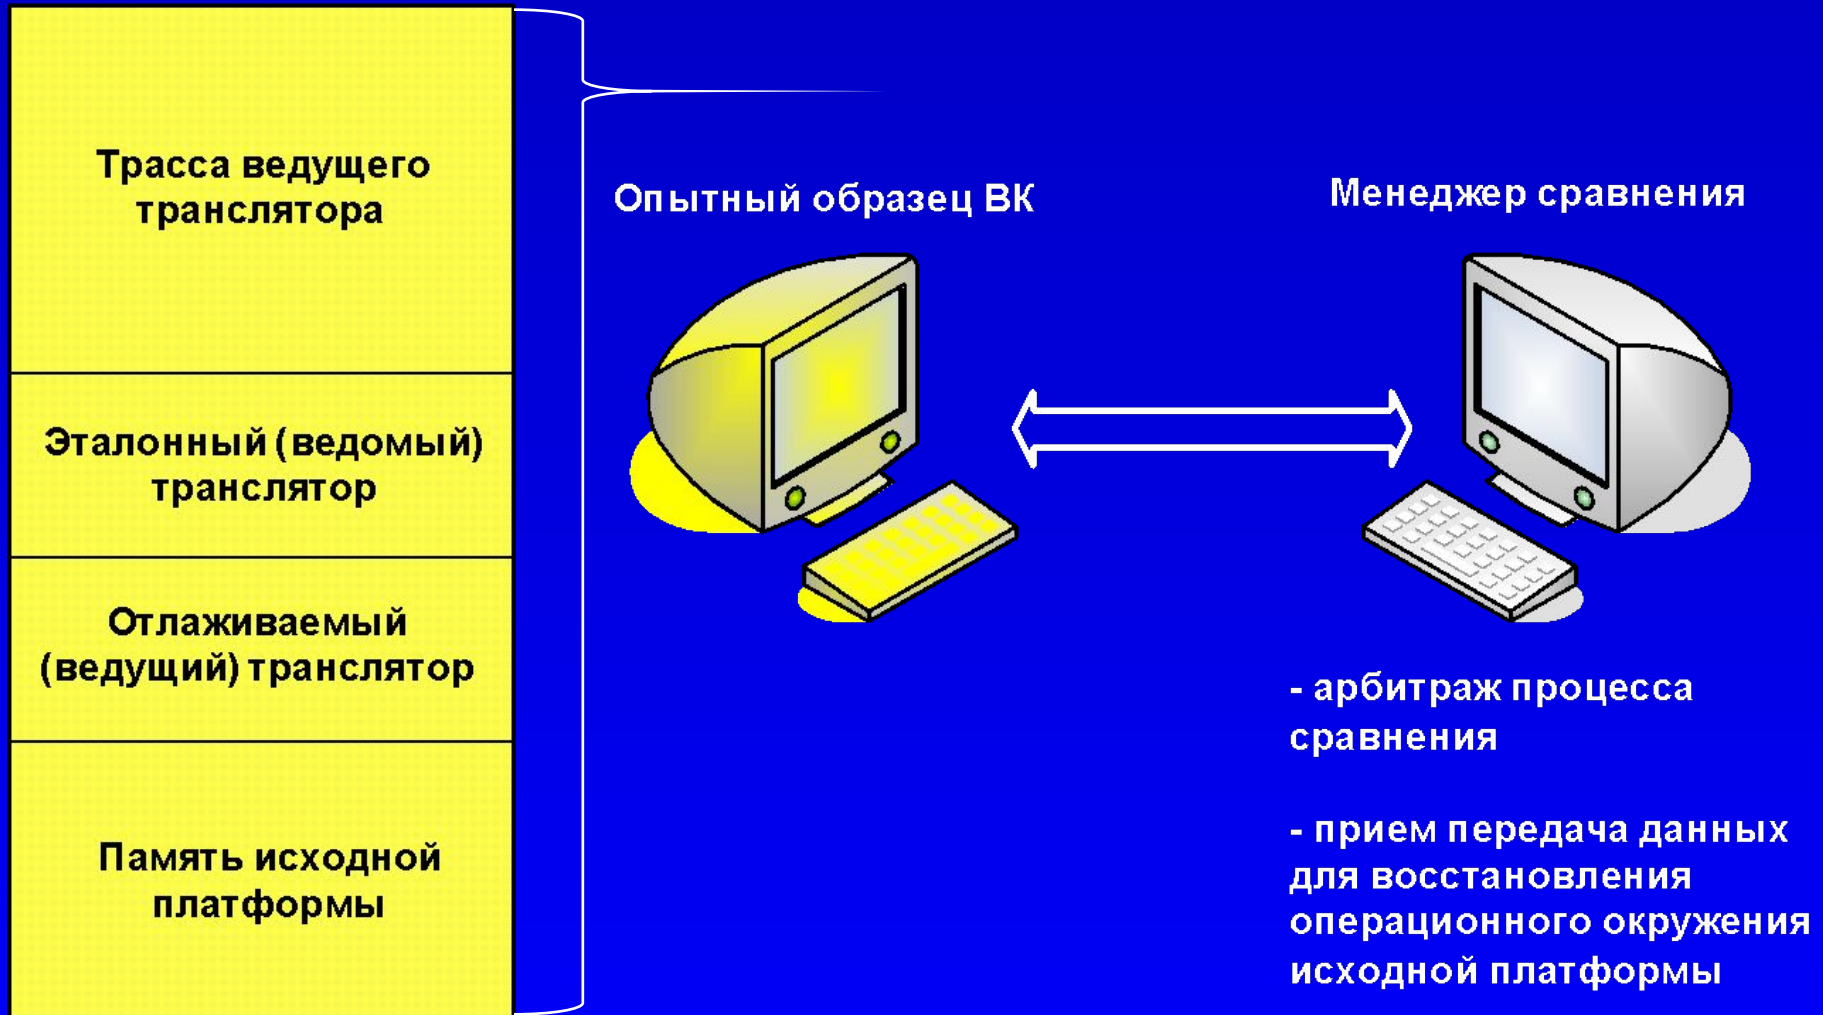 Трасса ведущего
транслятора
Эталонный (ведомый)
транслятор
Отлаживаемый
(ведущий) транслятор
Память исходной
платформы
Опытный образец ВК
Менеджер сравнения
- арбитраж процесса
сравнения
- прием передача данных
для восстановления
операционного окружения
исходной платформы